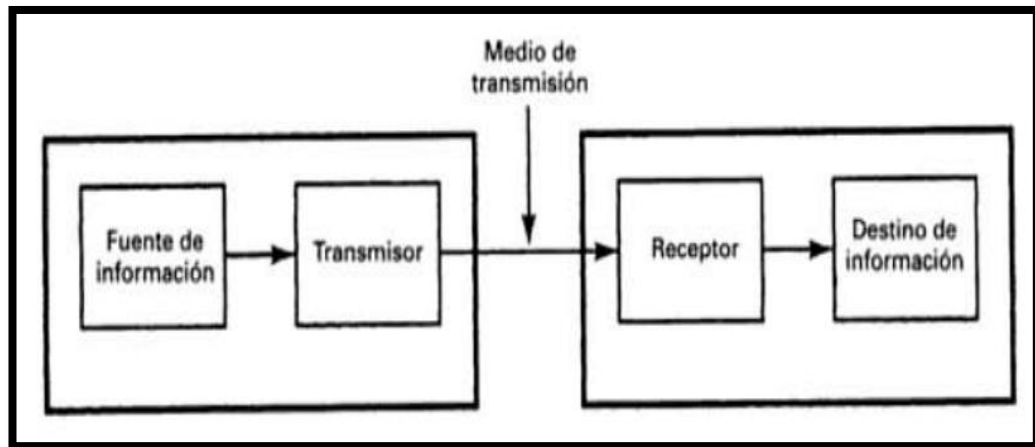 Medio de
transmisión
Fuente de
información
Transmisor
Receptor
Destino de
información